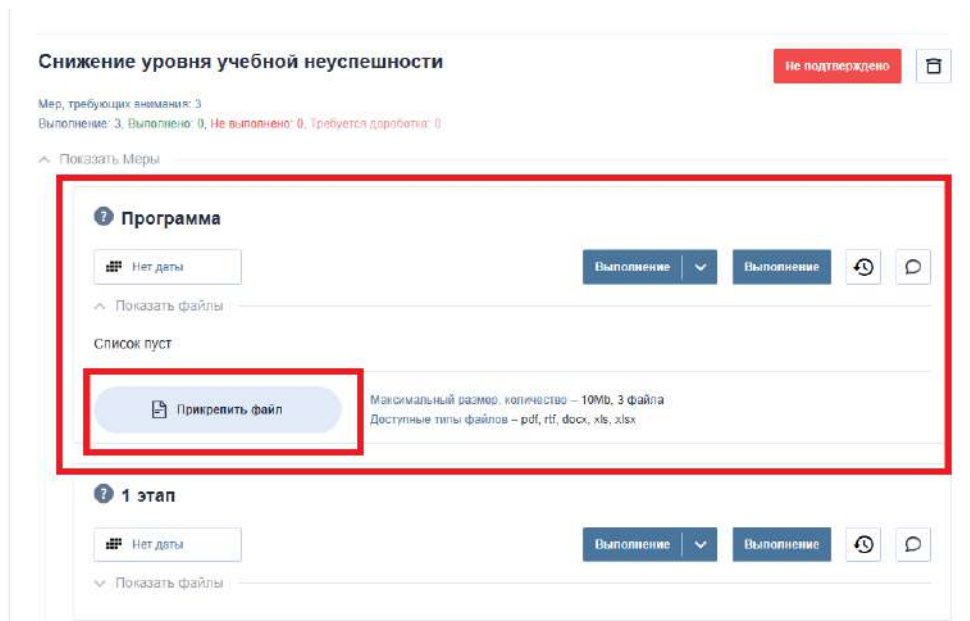 Снижение уровня учебной неуспешности
Не подтверждено
Мер, требующих внимания: 3
Выполнение: 3, Выполнено: 0, Не выполнено: 0, Требуется доработка: 0
Показать Меры
? Программа
Нет даты
Выполнение
Выполнение
Показать файлы
Список пуст
Прикрепить файл
Максимальный размер, количество – 10Mb, 3 файла
Доступные типы файлов – pdf, rtf, docx, xls, xlsx
? 1 этап
Нет даты
Выполнение
Выполнение
Показать файлы